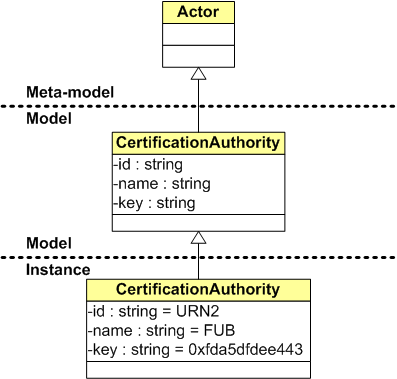 Actor
Meta-model
Model
CertificationAuthority
-id : string
-name : string
-key : string
Model
Instance
CertificationAuthority
-id : string = URN2
-name : string = FUB
-key : string = 0xfda5dfdee443